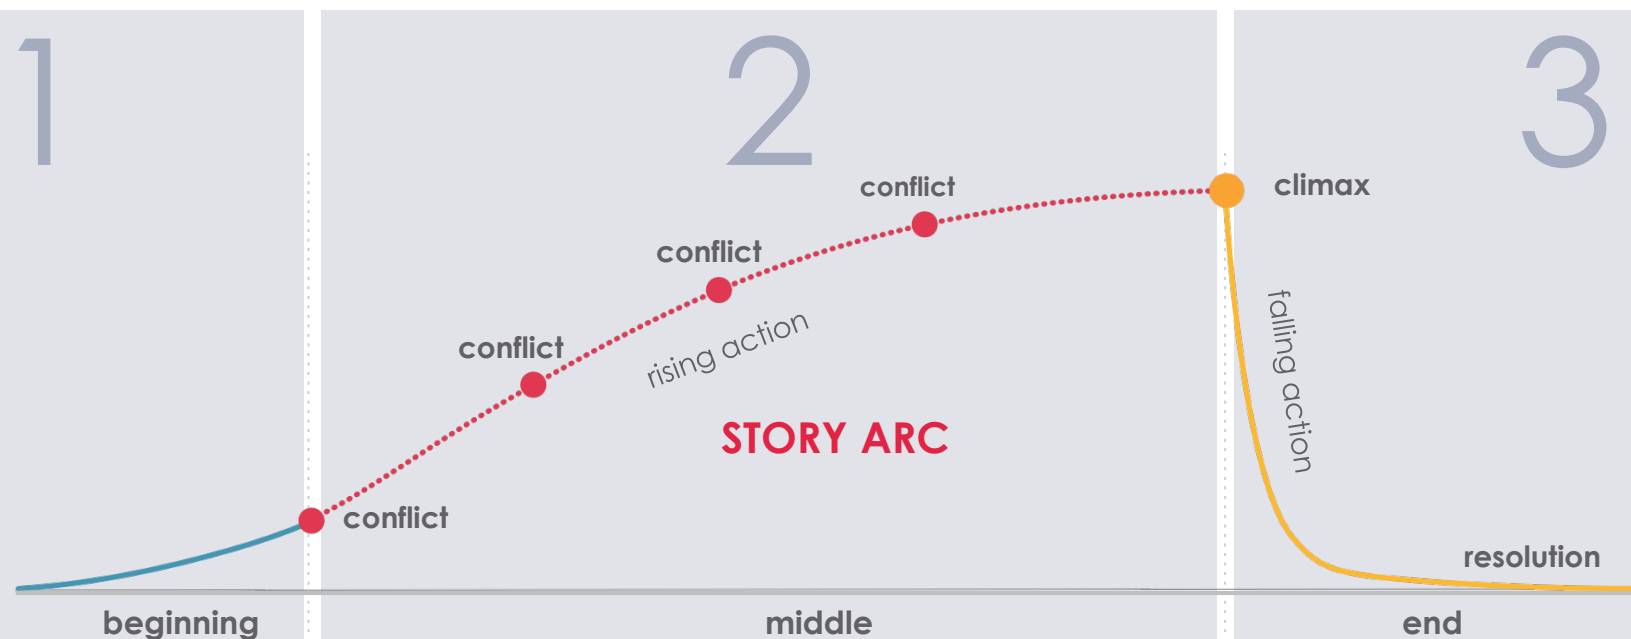 1
2
3
conflict
climax
conflict
conflict
rising action
falling action
STORY ARC
conflict
resolution
beginning
middle
end